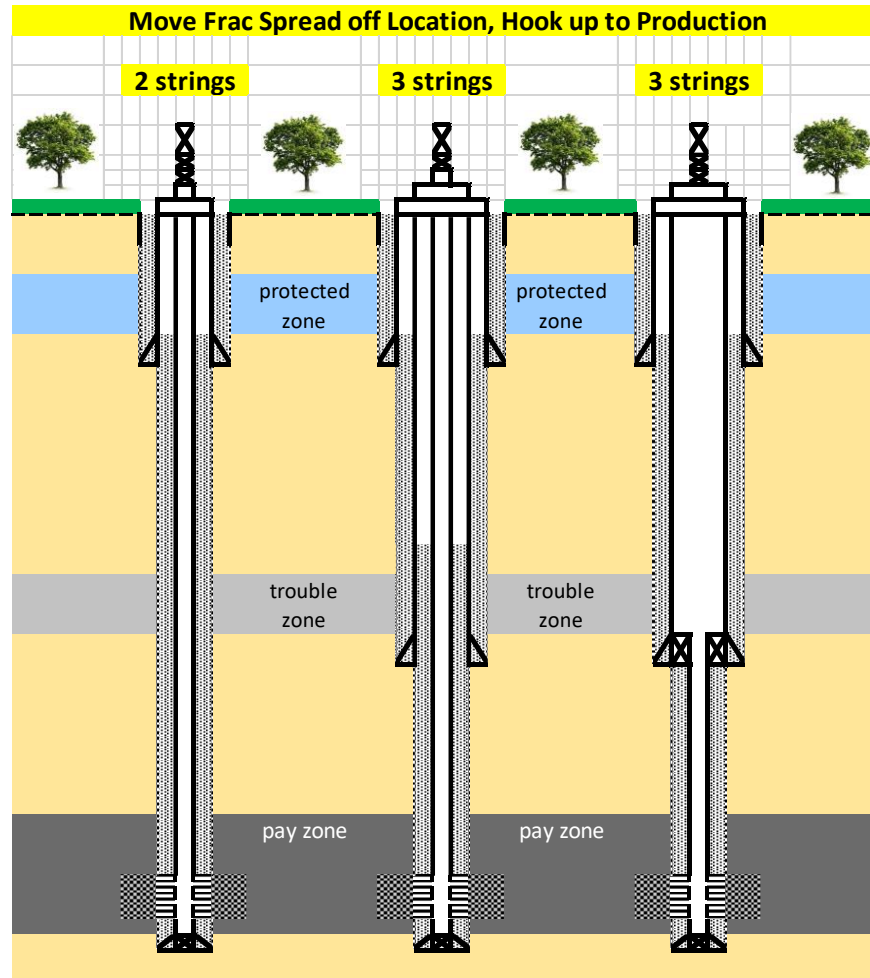 Move Frac Spread off Location, Hook up to Production
2 strings
3 strings
3 strings
protected
zone
protected
zone
trouble
zone
trouble
zone
pay zone
pay zone